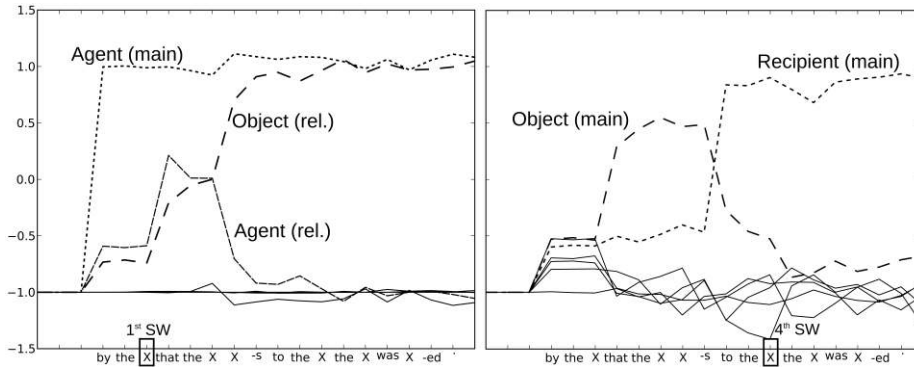 1.5
1.0
0.5
0.0
−0.5
−1.0
−1.5
Agent (main)
Object (rel.)
Agent (rel.)
1st SW
by the X that the X X -s to the X the X was X -ed '
Recipient (main)
Object (main)
4th SW
by the X that the X X -s to the X the X was X -ed '